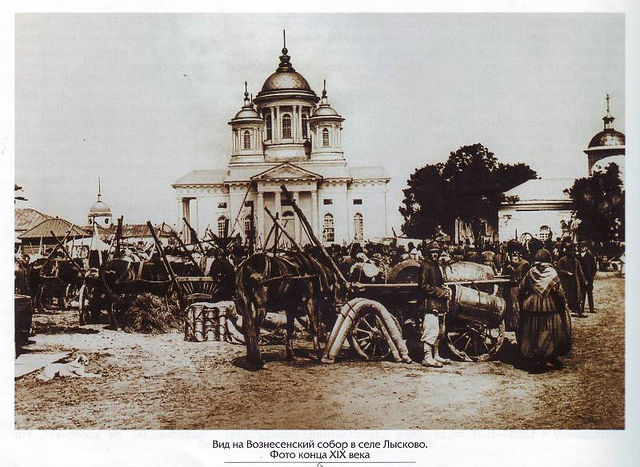 Вид на Вознесенский собор в селе Лысково.
Фото конца XIX века